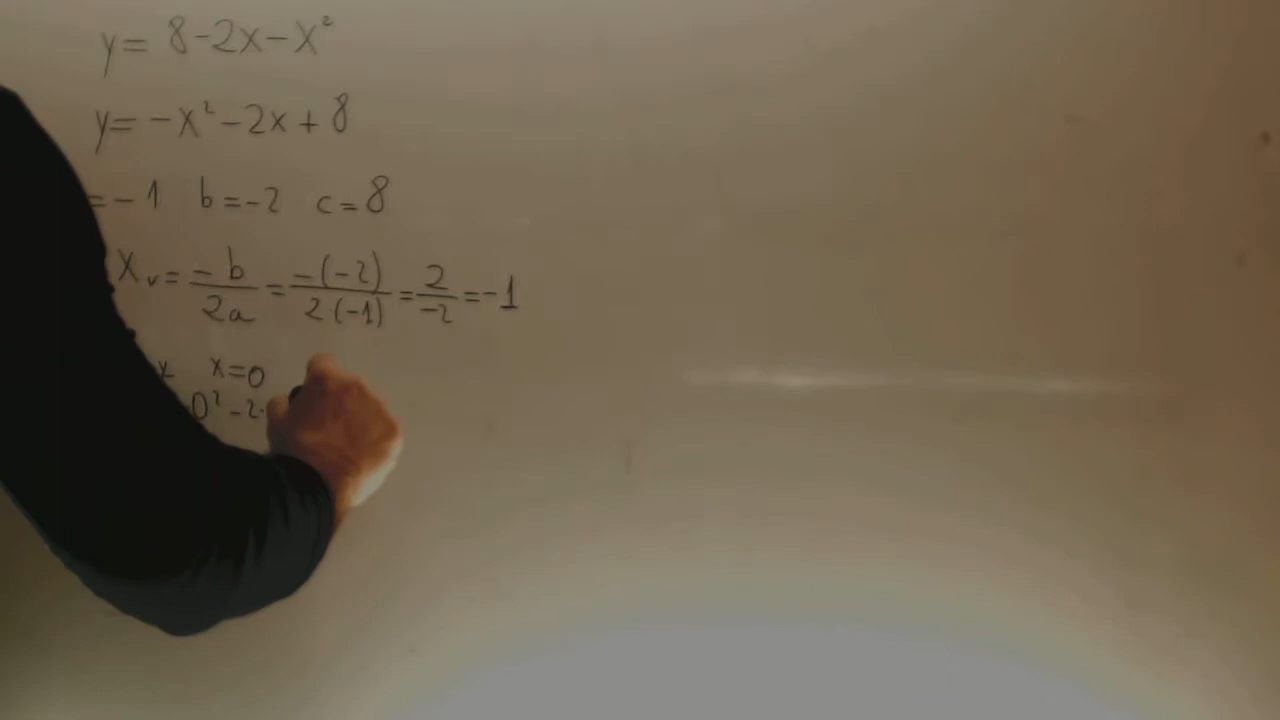 y= 8-2x-x²
y= -x²-2x+8
=-1 b=-2 c=8
Xv= -b/2a = -(-2)/2(-1) = 2/-2 = -1
x=0
0²-2·